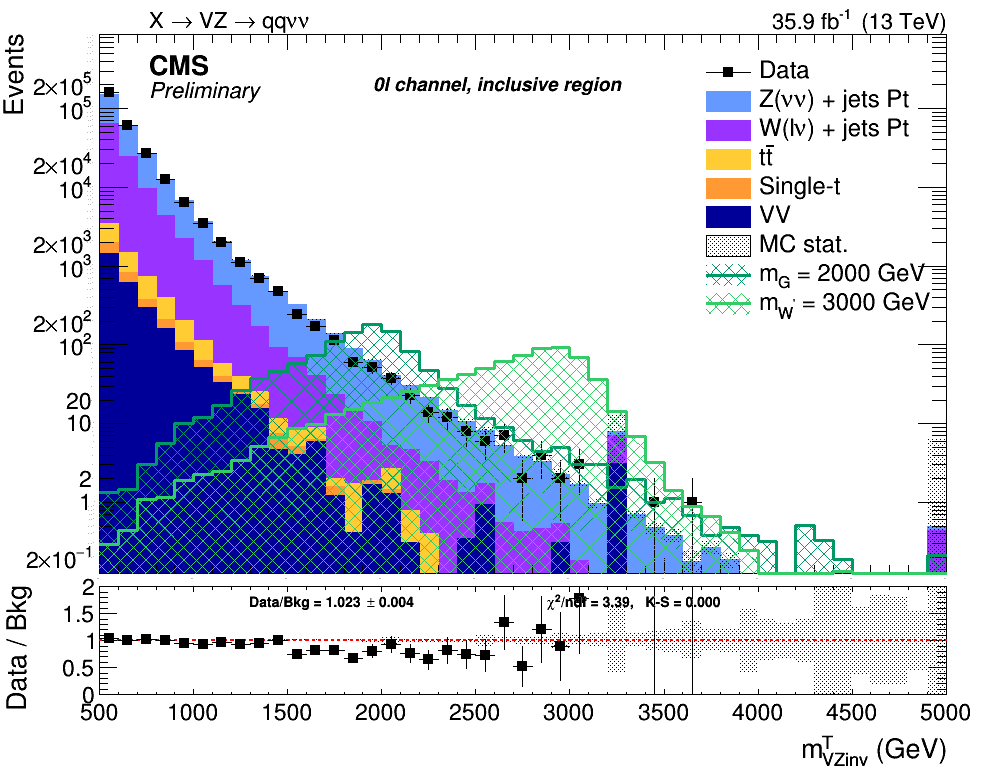 X → VZ → qqνν
35.9 fb⁻¹ (13 TeV)
Events
CMS
Preliminary
0l channel, inclusive region
Data
Z(νν) + jets Pt
W(lν) + jets Pt
tt̄
Single-t
VV
MC stat.
m_G = 2000 GeV
m_W' = 3000 GeV
2×10⁵
10⁵
2×10⁴
10⁴
2×10³
10³
2×10²
10²
20
10
2
1
2×10⁻¹
Data / Bkg
2
1.5
1
0.5
0
Data/Bkg = 1.023 ± 0.004
χ²/ndf = 3.39, K-S = 0.000
500 1000 1500 2000 2500 3000 3500 4000 4500 5000
m^T_VZinv (GeV)